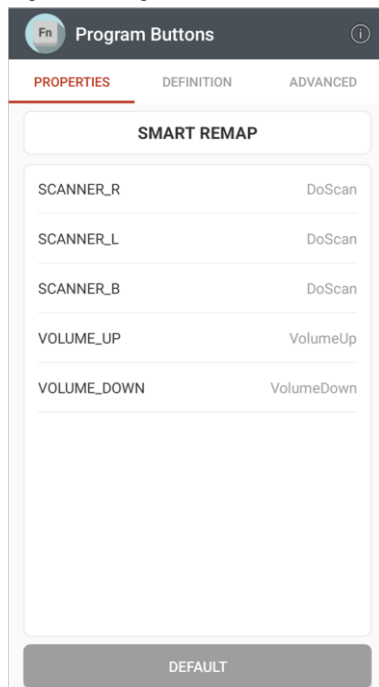 Fn Program Buttons
PROPERTIES DEFINITION ADVANCED
SMART REMAP
SCANNER_R DoScan
SCANNER_L DoScan
SCANNER_B DoScan
VOLUME_UP VolumeUp
VOLUME_DOWN VolumeDown
DEFAULT